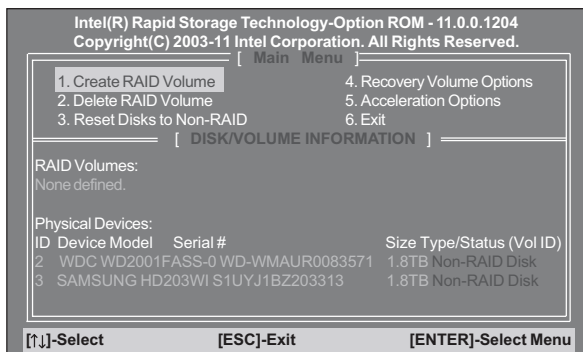 Intel(R) Rapid Storage Technology-Option ROM - 11.0.0.1204
Copyright(C) 2003-11 Intel Corporation. All Rights Reserved.
[ Main Menu ]
1. Create RAID Volume 4. Recovery Volume Options
2. Delete RAID Volume 5. Acceleration Options
3. Reset Disks to Non-RAID 6. Exit
[ DISK/VOLUME INFORMATION ]
RAID Volumes:
None defined.
Physical Devices:
ID Device Model Serial # Size Type/Status (Vol ID)
2 WDC WD2001FASS-0 WD-WMAUR0083571 1.8TB Non-RAID Disk
3 SAMSUNG HD203WI S1UYJ1BZ203313 1.8TB Non-RAID Disk
[↑↓]-Select [ESC]-Exit [ENTER]-Select Menu